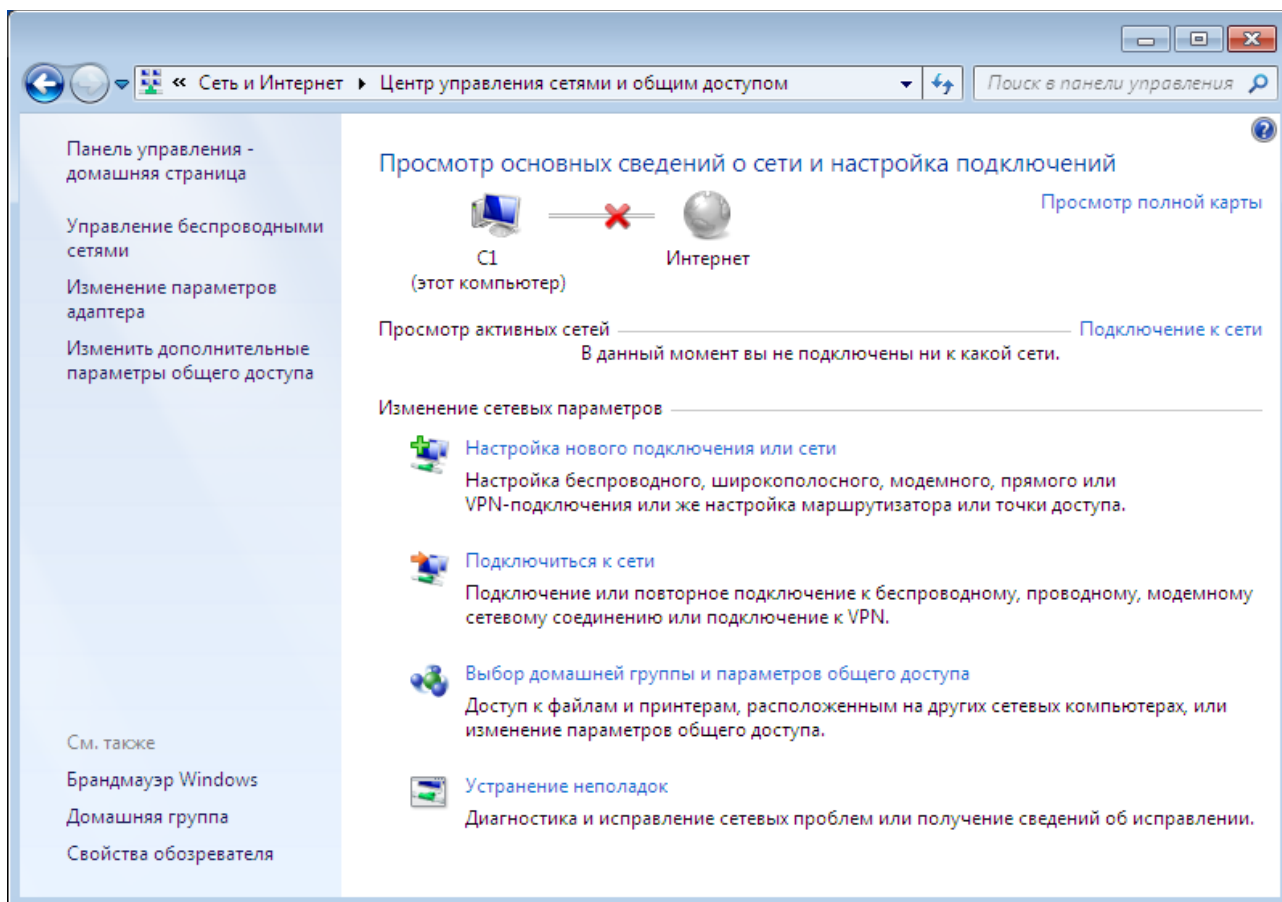 « Сеть и Интернет ▸ Центр управления сетями и общим доступом
Поиск в панели управления
Панель управления -
домашняя страница
Управление беспроводными
сетями
Изменение параметров
адаптера
Изменить дополнительные
параметры общего доступа
См. также
Брандмауэр Windows
Домашняя группа
Свойства обозревателя
Просмотр основных сведений о сети и настройка подключений
Просмотр полной карты
C1
(этот компьютер)
Интернет
Просмотр активных сетей
Подключение к сети
В данный момент вы не подключены ни к какой сети.
Изменение сетевых параметров
Настройка нового подключения или сети
Настройка беспроводного, широкополосного, модемного, прямого или
VPN-подключения или же настройка маршрутизатора или точки доступа.
Подключиться к сети
Подключение или повторное подключение к беспроводному, проводному, модемному
сетевому соединению или подключение к VPN.
Выбор домашней группы и параметров общего доступа
Доступ к файлам и принтерам, расположенным на других сетевых компьютерах, или
изменение параметров общего доступа.
Устранение неполадок
Диагностика и исправление сетевых проблем или получение сведений об исправлении.